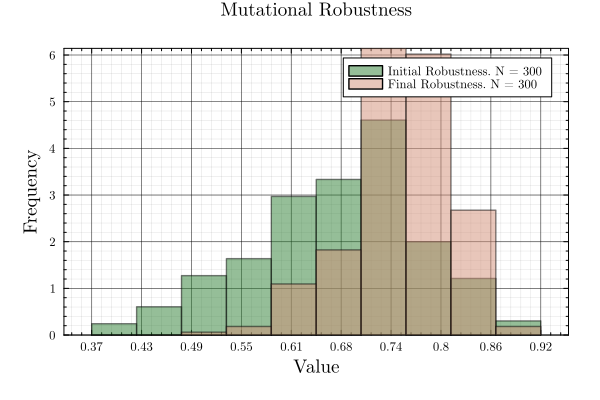 Mutational Robustness
Initial Robustness. N = 300
Final Robustness. N = 300
Frequency
6
5
4
3
2
1
0
0.37 0.43 0.49 0.55 0.61 0.68 0.74 0.8 0.86 0.92
Value